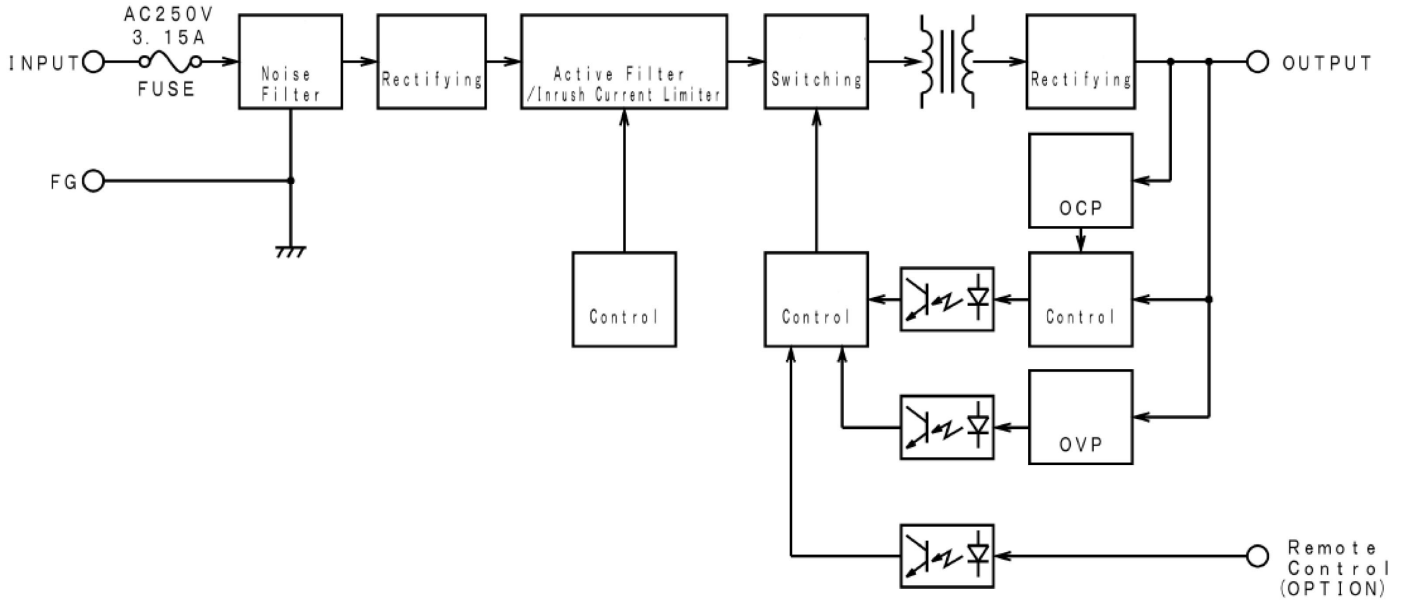 AC250V
3. 15A
INPUT
FUSE
Noise
Filter
Rectifying
Active Filter
/Inrush Current Limiter
Switching
Rectifying
OUTPUT
FG
OCP
Control
Control
Control
OVP
Remote
Control
(OPTION)